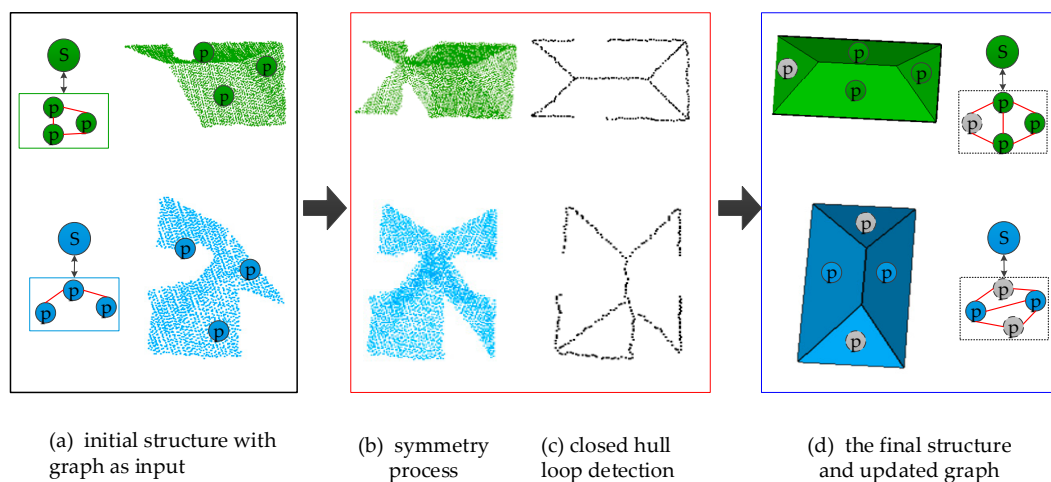 S
p
p
p
p
p
p
S
p
p
p
p
p
p
p
p
p
p
S
p
p
p
p
p
p
p
p
S
p
p
p
p
(a) initial structure with
graph as input
(b) symmetry
process
(c) closed hull
loop detection
(d) the final structure
and updated graph